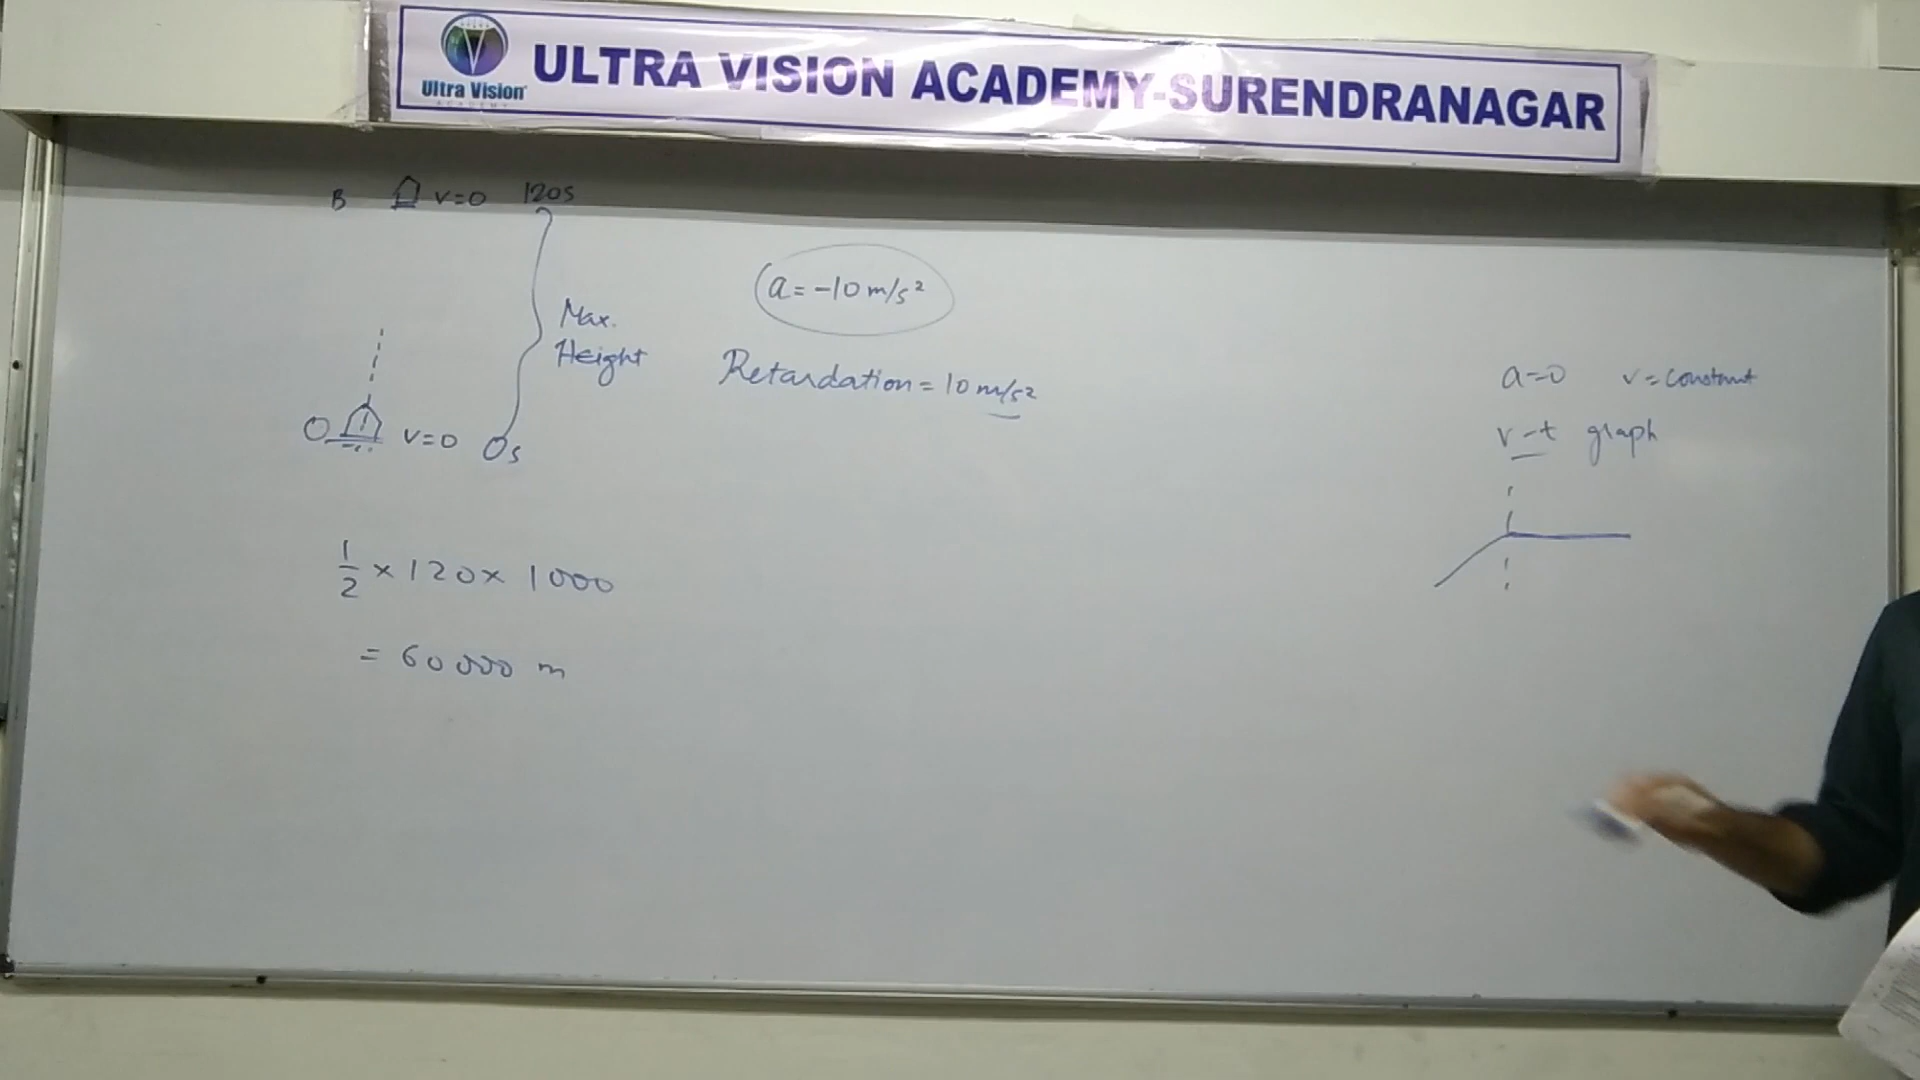 Ultra Vision
ACADEMY
ULTRA VISION ACADEMY-SURENDRANAGAR
B v=0 120s
Max.
Height
O v=0 0s
a=-10 m/s²
Retardation = 10 m/s²
1/2 × 120 × 1000
= 60000 m
a=0 v=constant
v-t graph